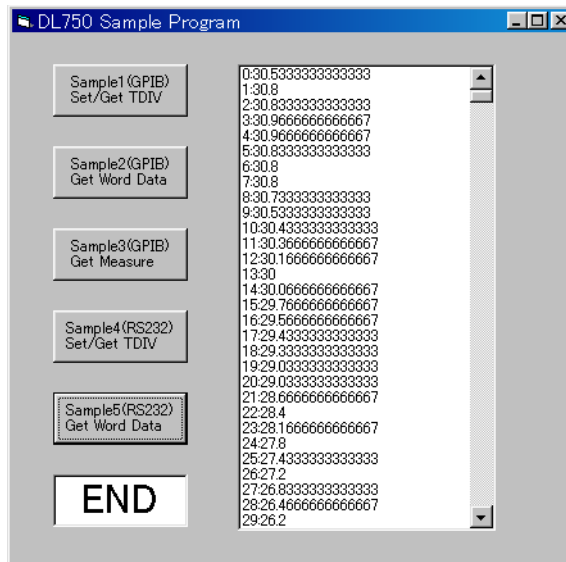 DL750 Sample Program
Sample1(GPIB)
Set/Get TDIV
Sample2(GPIB)
Get Word Data
Sample3(GPIB)
Get Measure
Sample4(RS232)
Set/Get TDIV
Sample5(RS232)
Get Word Data
END
0:30.5333333333333
1:30.8
2:30.8333333333333
3:30.9666666666667
4:30.9666666666667
5:30.8333333333333
6:30.8
7:30.8
8:30.7333333333333
9:30.5333333333333
10:30.4333333333333
11:30.3666666666667
12:30.1666666666667
13:30
14:30.0666666666667
15:29.7666666666667
16:29.5666666666667
17:29.4333333333333
18:29.3333333333333
19:29.0333333333333
20:29.0333333333333
21:28.6666666666667
22:28.4
23:28.1666666666667
24:27.8
25:27.4333333333333
26:27.2
27:26.8333333333333
28:26.4666666666667
29:26.2